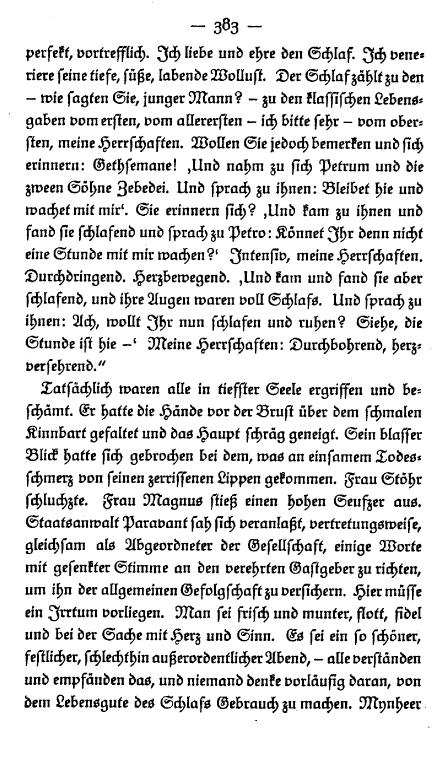 — 383 —
perfekt, vortrefflich. Ich liebe und ehre den Schlaf. Ich vene-
riere seine tiefe, süße, labende Wollust. Der Schlaf zählt zu den
– wie sagten Sie, junger Mann? – zu den klassischen Lebens-
gaben vom ersten, vom allerersten – ich bitte sehr – vom ober-
sten, meine Herrschaften. Wollen Sie jedoch bemerken und sich
erinnern: Gethsemane! ‚Und nahm zu sich Petrum und die
zween Söhne Zebedei. Und sprach zu ihnen: Bleibet hie und
wachet mit mir‘. Sie erinnern sich? ‚Und kam zu ihnen und
fand sie schlafend und sprach zu Petro: Könnet Ihr denn nicht
eine Stunde mit mir wachen?‘ Intensiv, meine Herrschaften.
Durchdringend. Herzbewegend. ‚Und kam und fand sie aber
schlafend, und ihre Augen waren voll Schlafs. Und sprach zu
ihnen: Ach, wollt Ihr nun schlafen und ruhen? Siehe, die
Stunde ist hie –‘ Meine Herrschaften: Durchbohrend, herz-
versehrend.“
Tatsächlich waren alle in tiefster Seele ergriffen und be-
schämt. Er hatte die Hände vor der Brust über dem schmalen
Kinnbart gefaltet und das Haupt schräg geneigt. Sein blasser
Blick hatte sich gebrochen bei dem, was an einsamem Todes-
schmerz von seinen zerrissenen Lippen gekommen. Frau Stöhr
schluchzte. Frau Magnus stieß einen hohen Seufzer aus.
Staatsanwalt Paravant sah sich veranlaßt, vertretungsweise,
gleichsam als Abgeordneter der Gesellschaft, einige Worte
mit gesenkter Stimme an den verehrten Gastgeber zu richten,
um ihn der allgemeinen Gefolgschaft zu versichern. Hier müsse
ein Irrtum vorliegen. Man sei frisch und munter, flott, fidel
und bei der Sache mit Herz und Sinn. Es sei ein so schöner,
festlicher, schlechthin außerordentlicher Abend, – alle verständen
und empfänden das, und niemand denke vorläufig daran, von
dem Lebensgute des Schlafs Gebrauch zu machen. Mynheer